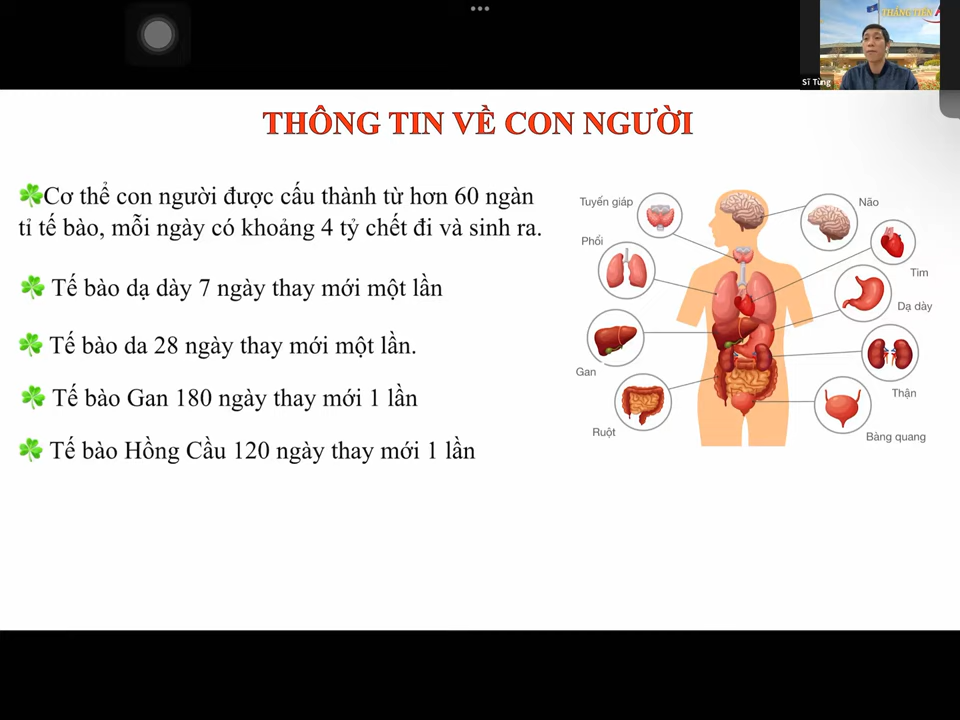 THẮNG TIẾN
Sĩ Tùng
THÔNG TIN VỀ CON NGƯỜI
Cơ thể con người được cấu thành từ hơn 60 ngàn
tỉ tế bào, mỗi ngày có khoảng 4 tỷ chết đi và sinh ra.
Tế bào dạ dày 7 ngày thay mới một lần
Tế bào da 28 ngày thay mới một lần.
Tế bào Gan 180 ngày thay mới 1 lần
Tế bào Hồng Cầu 120 ngày thay mới 1 lần
Tuyến giáp
Não
Phổi
Tim
Dạ dày
Gan
Thận
Ruột
Bàng quang